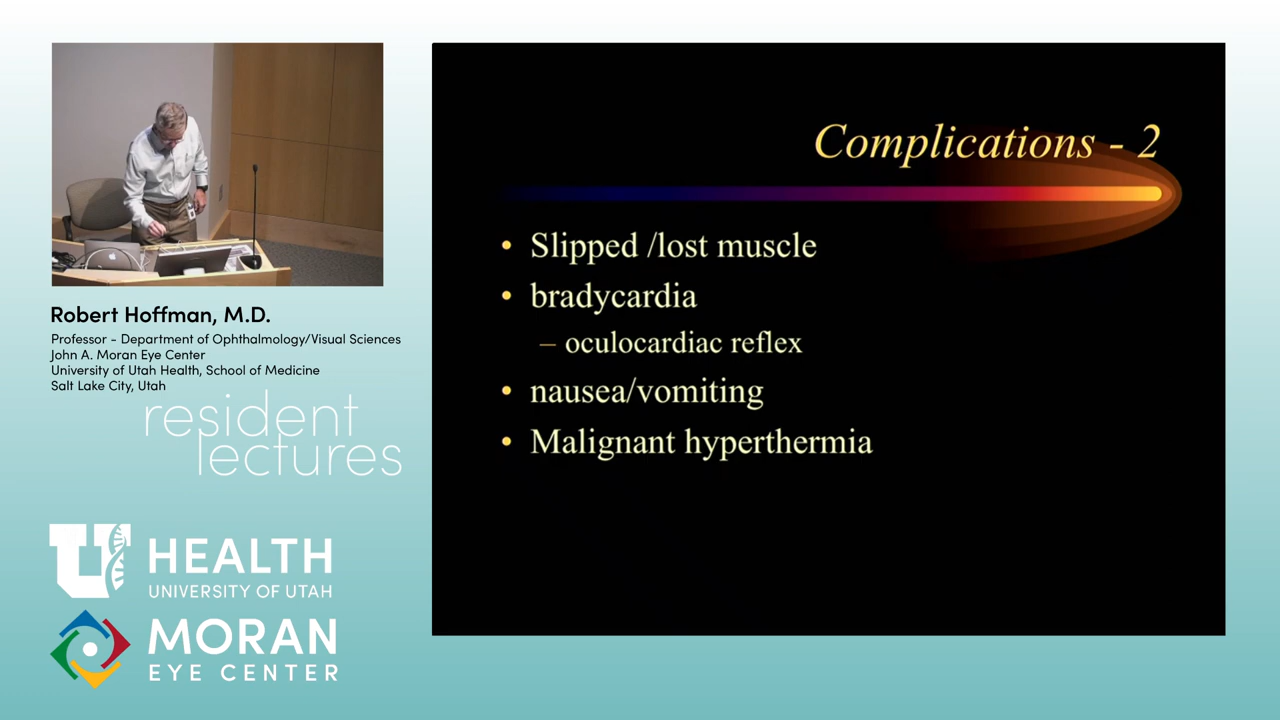 Complications - 2
• Slipped /lost muscle
• bradycardia
– oculocardiac reflex
• nausea/vomiting
• Malignant hyperthermia
Robert Hoffman, M.D.
Professor - Department of Ophthalmology/Visual Sciences
John A. Moran Eye Center
University of Utah Health, School of Medicine
Salt Lake City, Utah
resident
lectures
U HEALTH
UNIVERSITY OF UTAH
MORAN
EYE CENTER